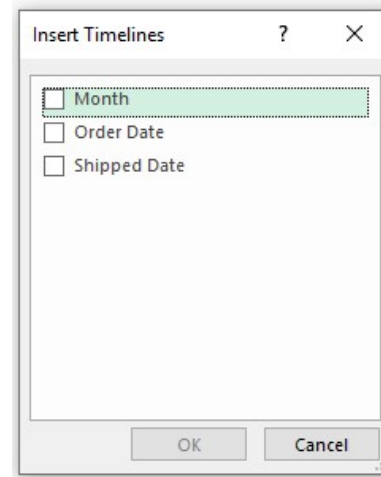 Insert Timelines ?
Month
Order Date
Shipped Date
OK Cancel